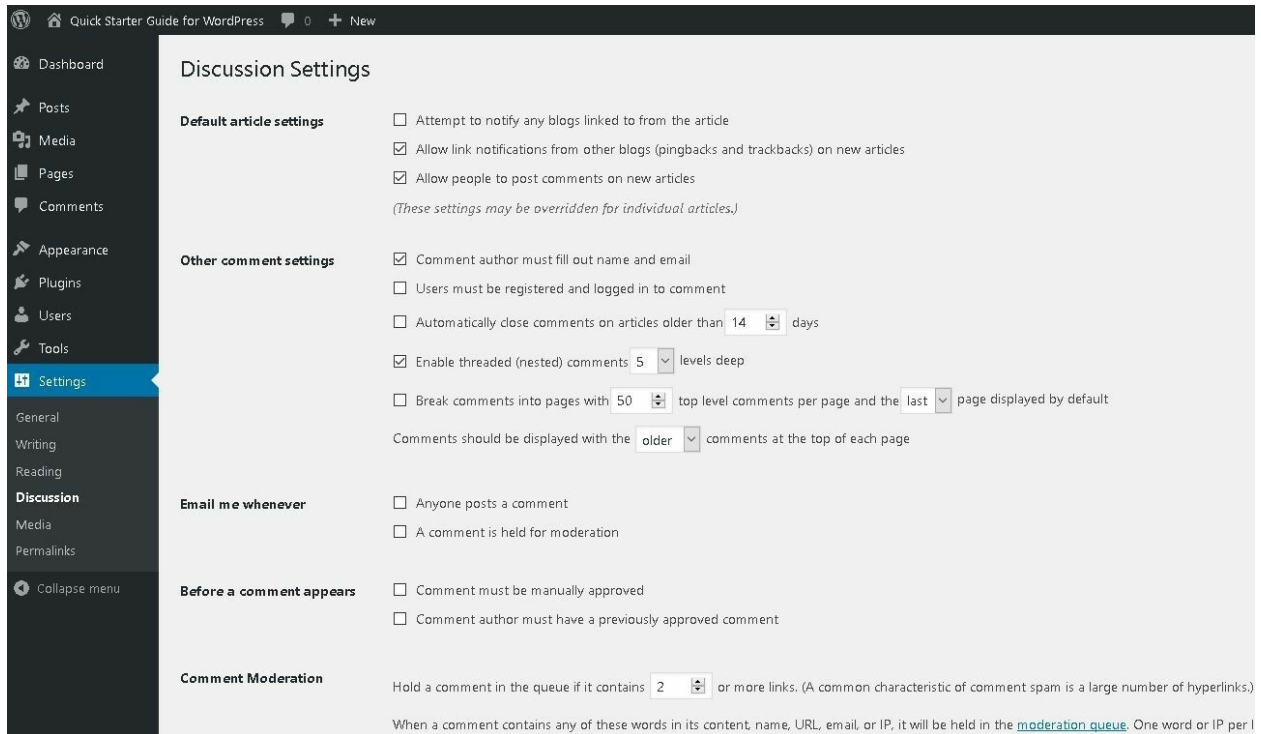 Quick Starter Guide for WordPress 0 + New
Dashboard
Posts
Media
Pages
Comments
Appearance
Plugins
Users
Tools
Settings
General
Writing
Reading
Discussion
Media
Permalinks
Collapse menu
Discussion Settings
Default article settings
Attempt to notify any blogs linked to from the article
Allow link notifications from other blogs (pingbacks and trackbacks) on new articles
Allow people to post comments on new articles
(These settings may be overridden for individual articles.)
Other comment settings
Comment author must fill out name and email
Users must be registered and logged in to comment
Automatically close comments on articles older than 14 days
Enable threaded (nested) comments 5 levels deep
Break comments into pages with 50 top level comments per page and the last page displayed by default
Comments should be displayed with the older comments at the top of each page
Email me whenever
Anyone posts a comment
A comment is held for moderation
Before a comment appears
Comment must be manually approved
Comment author must have a previously approved comment
Comment Moderation
Hold a comment in the queue if it contains 2 or more links. (A common characteristic of comment spam is a large number of hyperlinks.)
When a comment contains any of these words in its content, name, URL, email, or IP, it will be held in the moderation queue. One word or IP per l